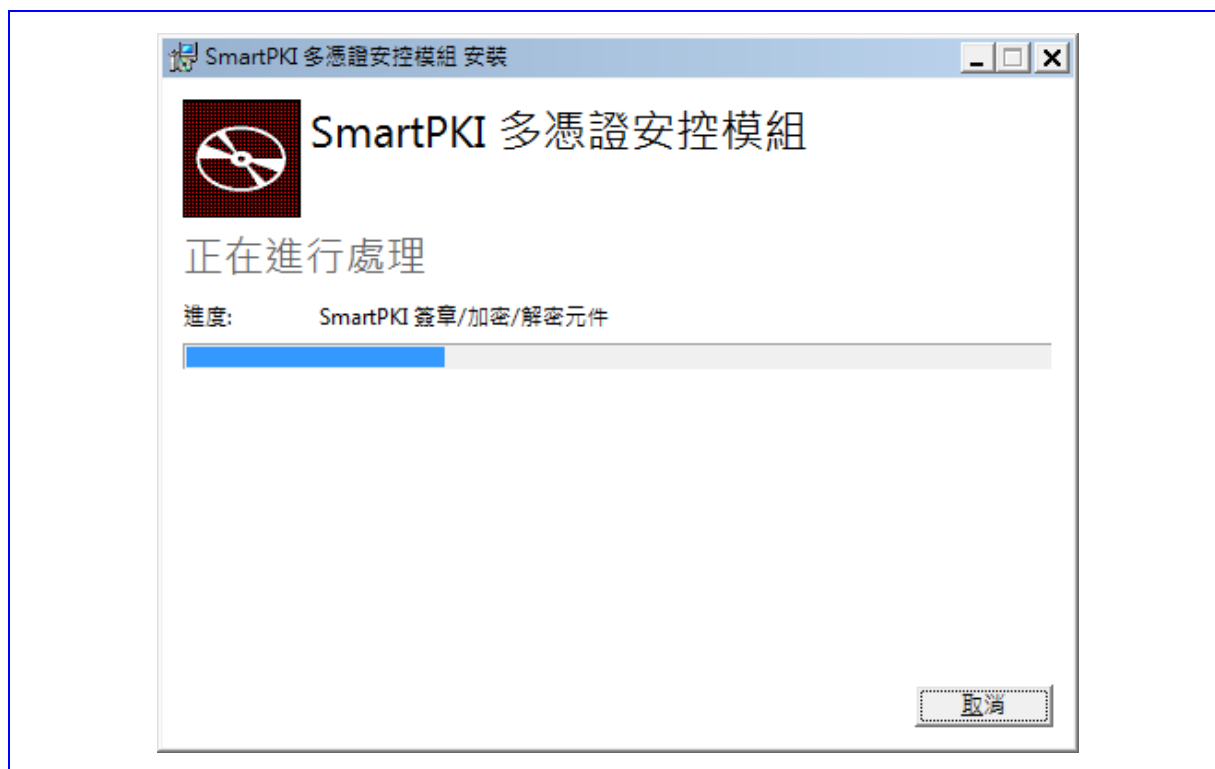 SmartPKI 多憑證安控模組 安裝
SmartPKI 多憑證安控模組
正在進行處理
進度: SmartPKI 簽章/加密/解密元件
取消